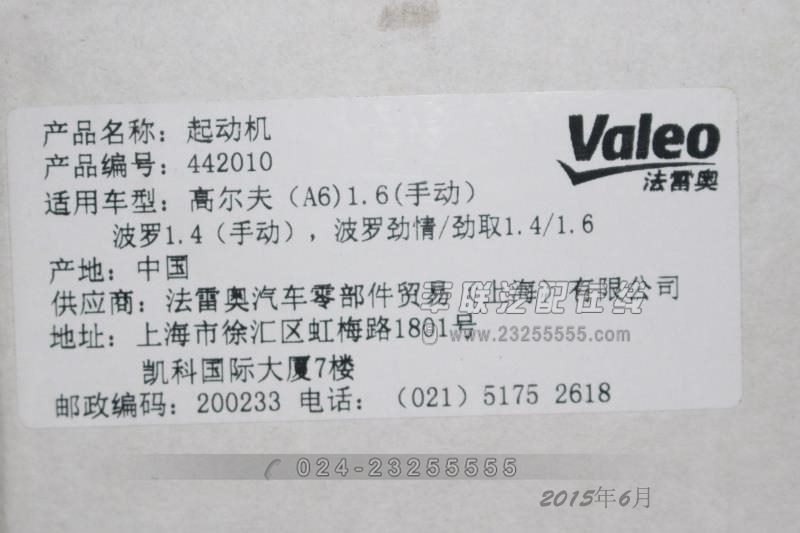 产品名称：起动机
Valeo
法雷奥
产品编号：442010
适用车型：高尔夫（A6)1.6(手动）
波罗1.4（手动），波罗劲情/劲取1.4/1.6
产地：中国
供应商：法雷奥汽车零部件贸易（上海）有限公司
地址：上海市徐汇区虹梅路1801号
凯科国际大厦7楼
邮政编码：200233 电话：（021）5175 2618
汽配在线
www.23255555.com
024-23255555
2015年6月